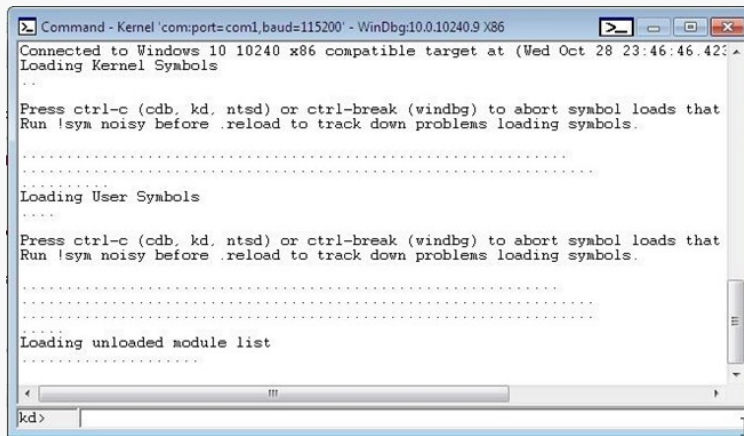 Command - Kernel 'com:port=com1,baud=115200' - WinDbg:10.0.10240.9 X86
Connected to Windows 10 10240 x86 compatible target at (Wed Oct 28 23:46:46.423
Loading Kernel Symbols
..
Press ctrl-c (cdb, kd, ntsd) or ctrl-break (windbg) to abort symbol loads that
Run !sym noisy before .reload to track down problems loading symbols.
.............................................................
................................................................
..........
Loading User Symbols
....
Press ctrl-c (cdb, kd, ntsd) or ctrl-break (windbg) to abort symbol loads that
Run !sym noisy before .reload to track down problems loading symbols.
............................................................
................................................................
................................................................
.....
Loading unloaded module list
....................
kd>